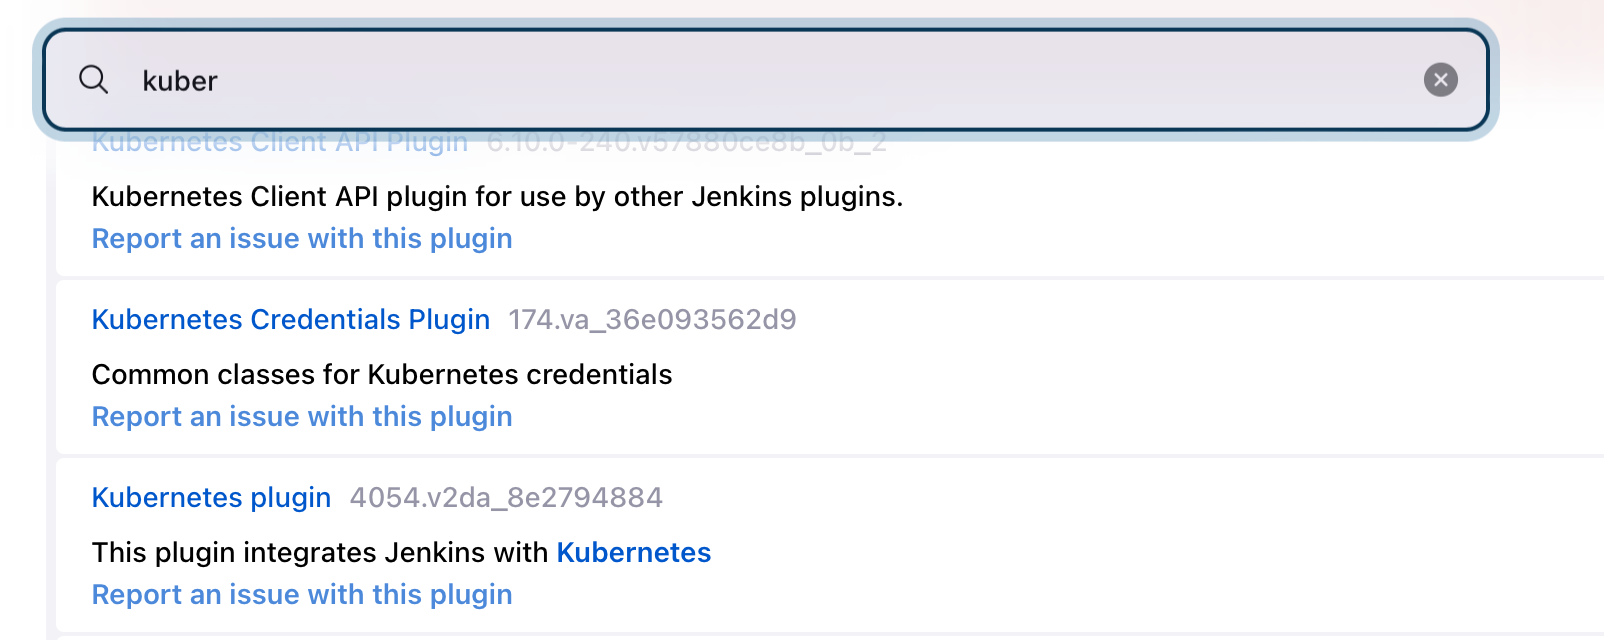 kuber
Kubernetes Client API Plugin 6.10.0-240.v57880ce8b_0b_2
Kubernetes Client API plugin for use by other Jenkins plugins.
Report an issue with this plugin
Kubernetes Credentials Plugin 174.va_36e093562d9
Common classes for Kubernetes credentials
Report an issue with this plugin
Kubernetes plugin 4054.v2da_8e2794884
This plugin integrates Jenkins with Kubernetes
Report an issue with this plugin